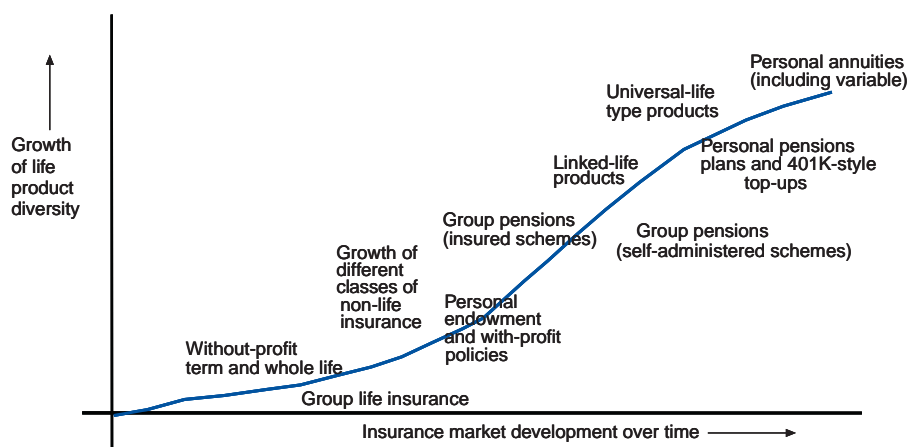 Personal annuities
(including variable)
Universal-life
type products
Growth
of life
product
diversity
Personal pensions
plans and 401K-style
top-ups
Linked-life
products
Group pensions
(insured schemes)
Group pensions
(self-administered schemes)
Growth of
different
classes of
non-life
insurance
Personal
endowment
and with-profit
policies
Without-profit
term and whole life
Group life insurance
Insurance market development over time